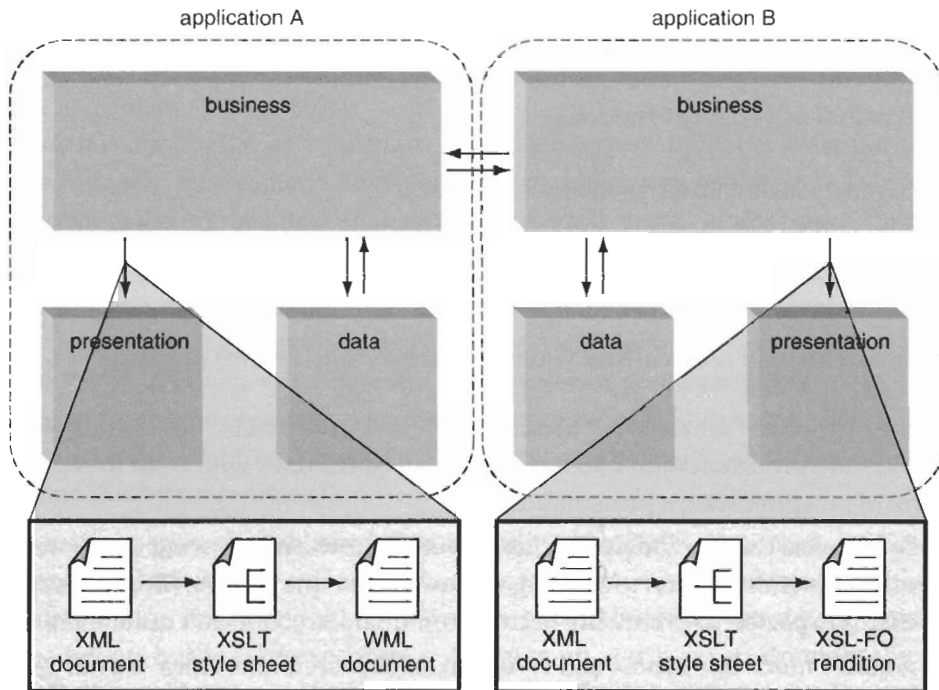 application A
application B
business
business
presentation
data
data
presentation
XML
document
XSLT
style sheet
WML
document
XML
document
XSLT
style sheet
XSL-FO
rendition